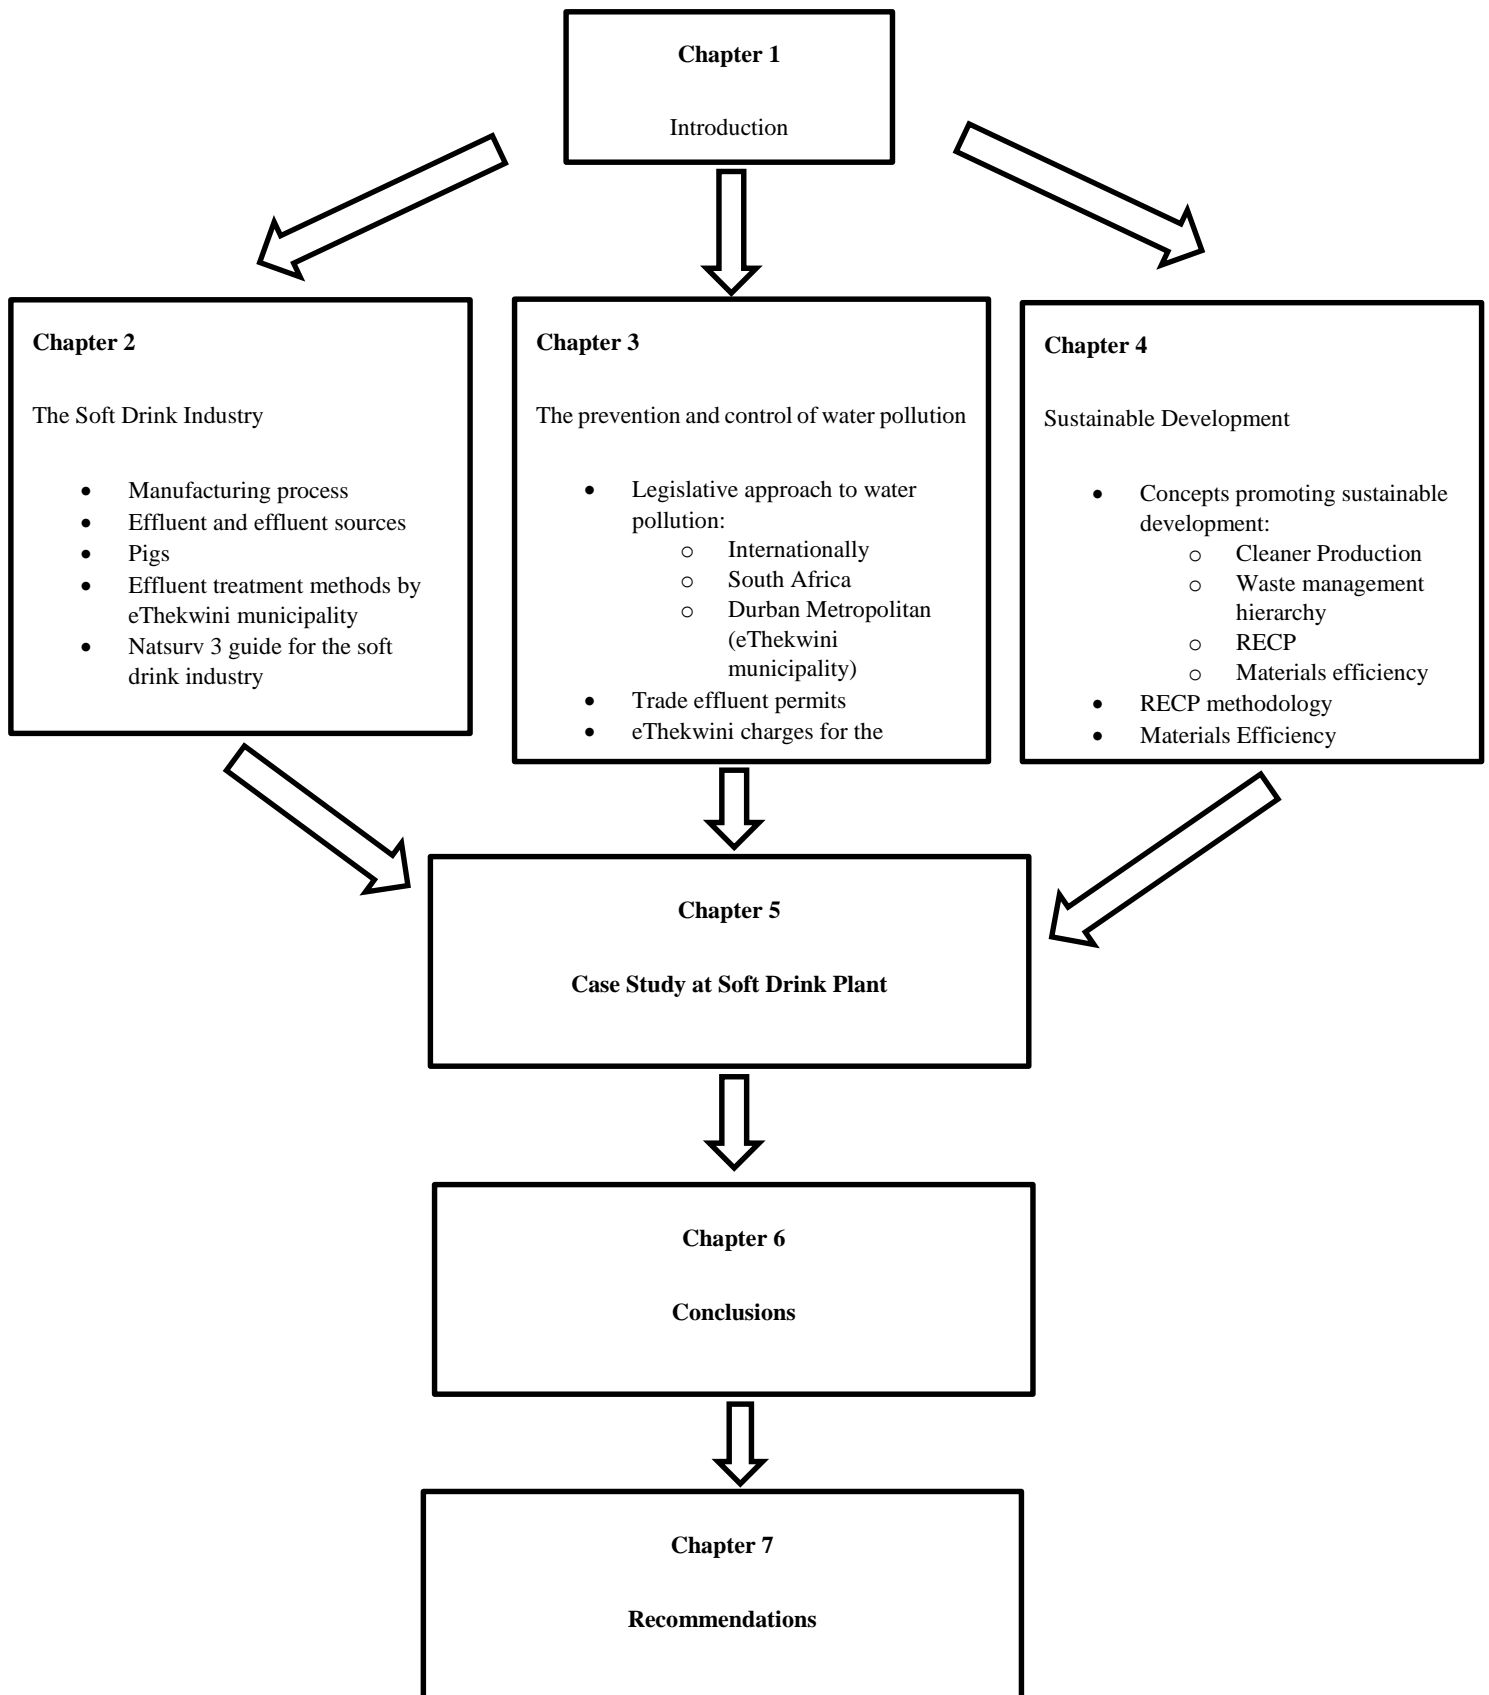 Chapter 1
Introduction
Chapter 2
The Soft Drink Industry
• Manufacturing process
• Effluent and effluent sources
• Pigs
• Effluent treatment methods by
eThekwini municipality
• Natsurv 3 guide for the soft
drink industry
Chapter 3
The prevention and control of water pollution
• Legislative approach to water
pollution:
o Internationally
o South Africa
o Durban Metropolitan
(eThekwini
municipality)
• Trade effluent permits
• eThekwini charges for the
Chapter 4
Sustainable Development
• Concepts promoting sustainable
development:
o Cleaner Production
o Waste management
hierarchy
o RECP
o Materials efficiency
• RECP methodology
• Materials Efficiency
Chapter 5
Case Study at Soft Drink Plant
Chapter 6
Conclusions
Chapter 7
Recommendations